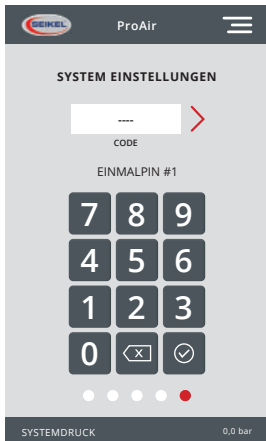 SEIKEL
ProAir
SYSTEM EINSTELLUNGEN
----
CODE
EINMALPIN #1
7 8 9
4 5 6
1 2 3
0
SYSTEMDRUCK 0,0 bar